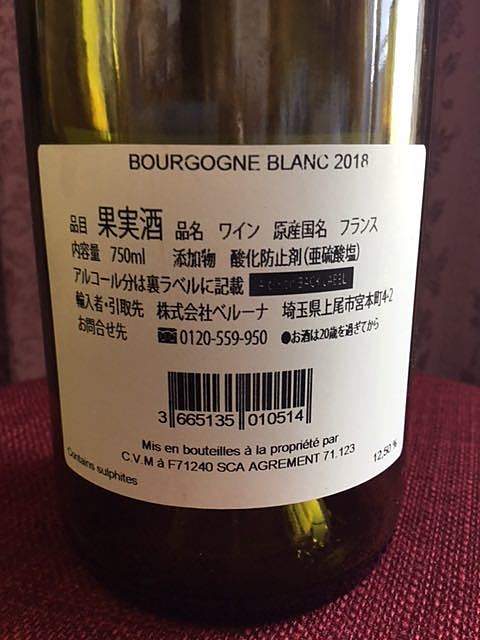 BOURGOGNE BLANC 2018
品目 果実酒 品名 ワイン 原産国名 フランス
内容量 750ml 添加物 酸化防止剤(亜硫酸塩)
アルコール分は裏ラベルに記載 BACK LABEL
輸入者・引取先 株式会社ベルーナ 埼玉県上尾市宮本町4-2
お問合せ先 0120-559-950 ●お酒は20歳を過ぎてから
3 665135 010514
Mis en bouteilles à la propriété par
C.V.M à F71240 SCA AGREMENT 71.123
Contains sulphites
12,50 %